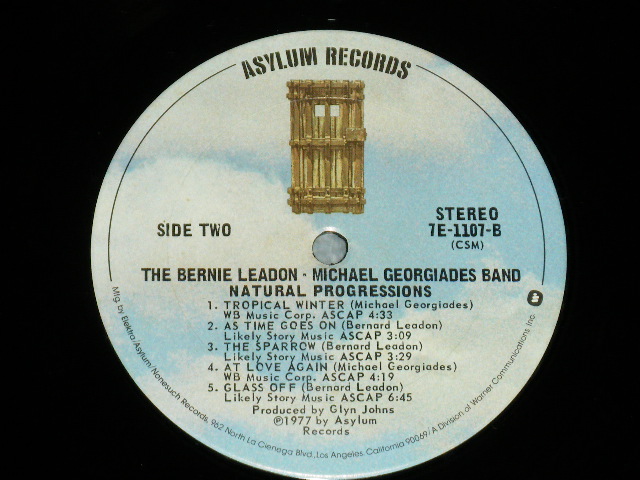 ASYLUM RECORDS
SIDE TWO
STEREO
7E-1107-B
(CSM)
THE BERNIE LEADON · MICHAEL GEORGIADES BAND
NATURAL PROGRESSIONS
1. TROPICAL WINTER (Michael Georgiades)
WB Music Corp. ASCAP 4:33
2. AS TIME GOES ON (Bernard Leadon)
Likely Story Music ASCAP 3:09
3. THE SPARROW (Bernard Leadon)
Likely Story Music ASCAP 3:29
4. AT LOVE AGAIN (Michael Georgiades)
WB Music Corp. ASCAP 4:19
5. GLASS OFF (Bernard Leadon)
Likely Story Music ASCAP 6:45
Produced by Glyn Johns
℗1977 by Asylum
Records
Mfg. by Elektra/Asylum/Nonesuch Records, 962 North La Cienega Blvd., Los Angeles, California 90069/A Division of Warner Communications Inc.